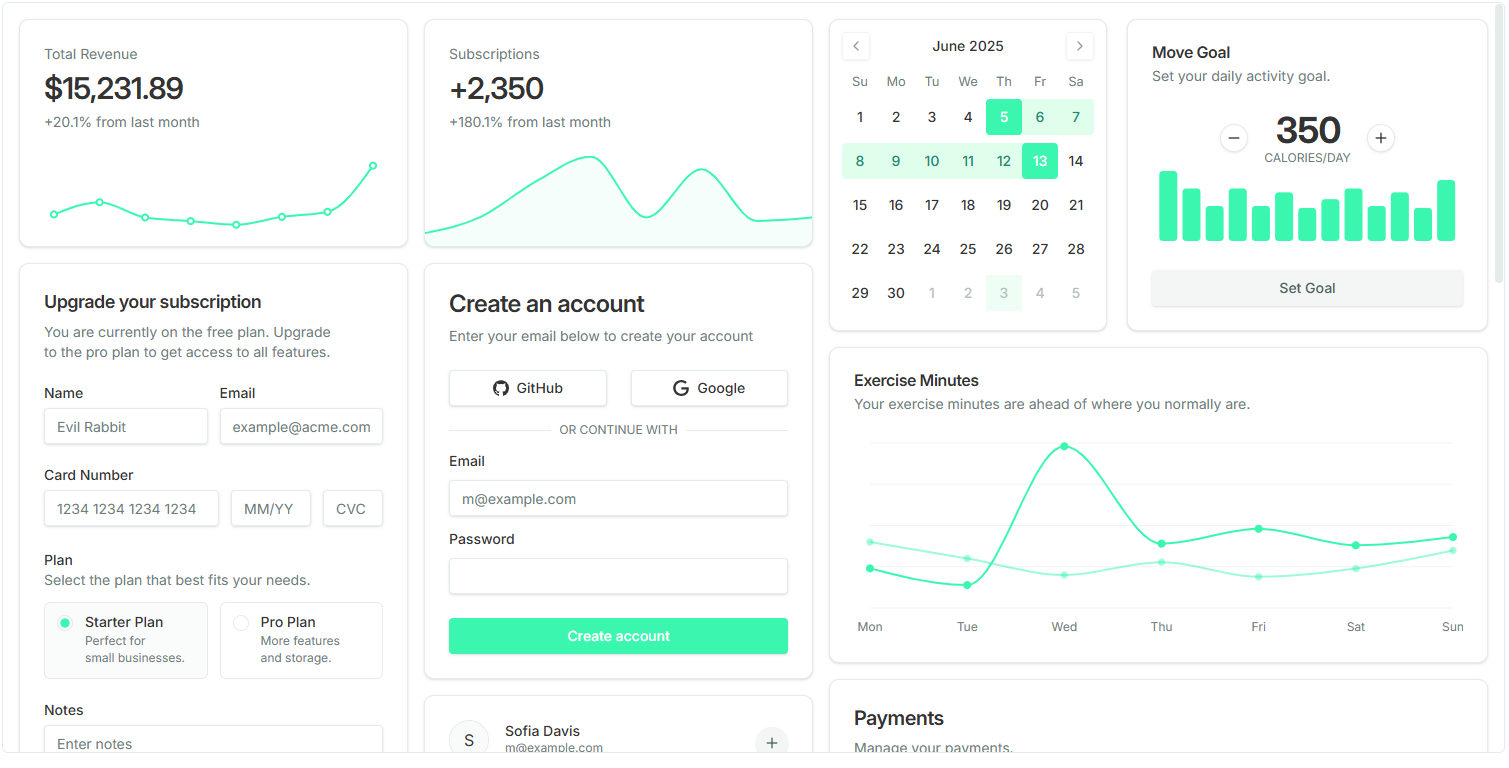 Total Revenue
$15,231.89
+20.1% from last month
Subscriptions
+2,350
+180.1% from last month
June 2025
Su Mo Tu We Th Fr Sa
1 2 3 4 5 6 7
8 9 10 11 12 13 14
15 16 17 18 19 20 21
22 23 24 25 26 27 28
29 30 1 2 3 4 5
Move Goal
Set your daily activity goal.
350
CALORIES/DAY
Set Goal
Upgrade your subscription
You are currently on the free plan. Upgrade
to the pro plan to get access to all features.
Name Email
Evil Rabbit example@acme.com
Card Number
1234 1234 1234 1234 MM/YY CVC
Plan
Select the plan that best fits your needs.
Starter Plan
Perfect for
small businesses.
Pro Plan
More features
and storage.
Notes
Enter notes
Create an account
Enter your email below to create your account
GitHub Google
OR CONTINUE WITH
Email
m@example.com
Password
Create account
S
Sofia Davis
m@example.com
Exercise Minutes
Your exercise minutes are ahead of where you normally are.
Mon Tue Wed Thu Fri Sat Sun
Payments
Manage your payments.